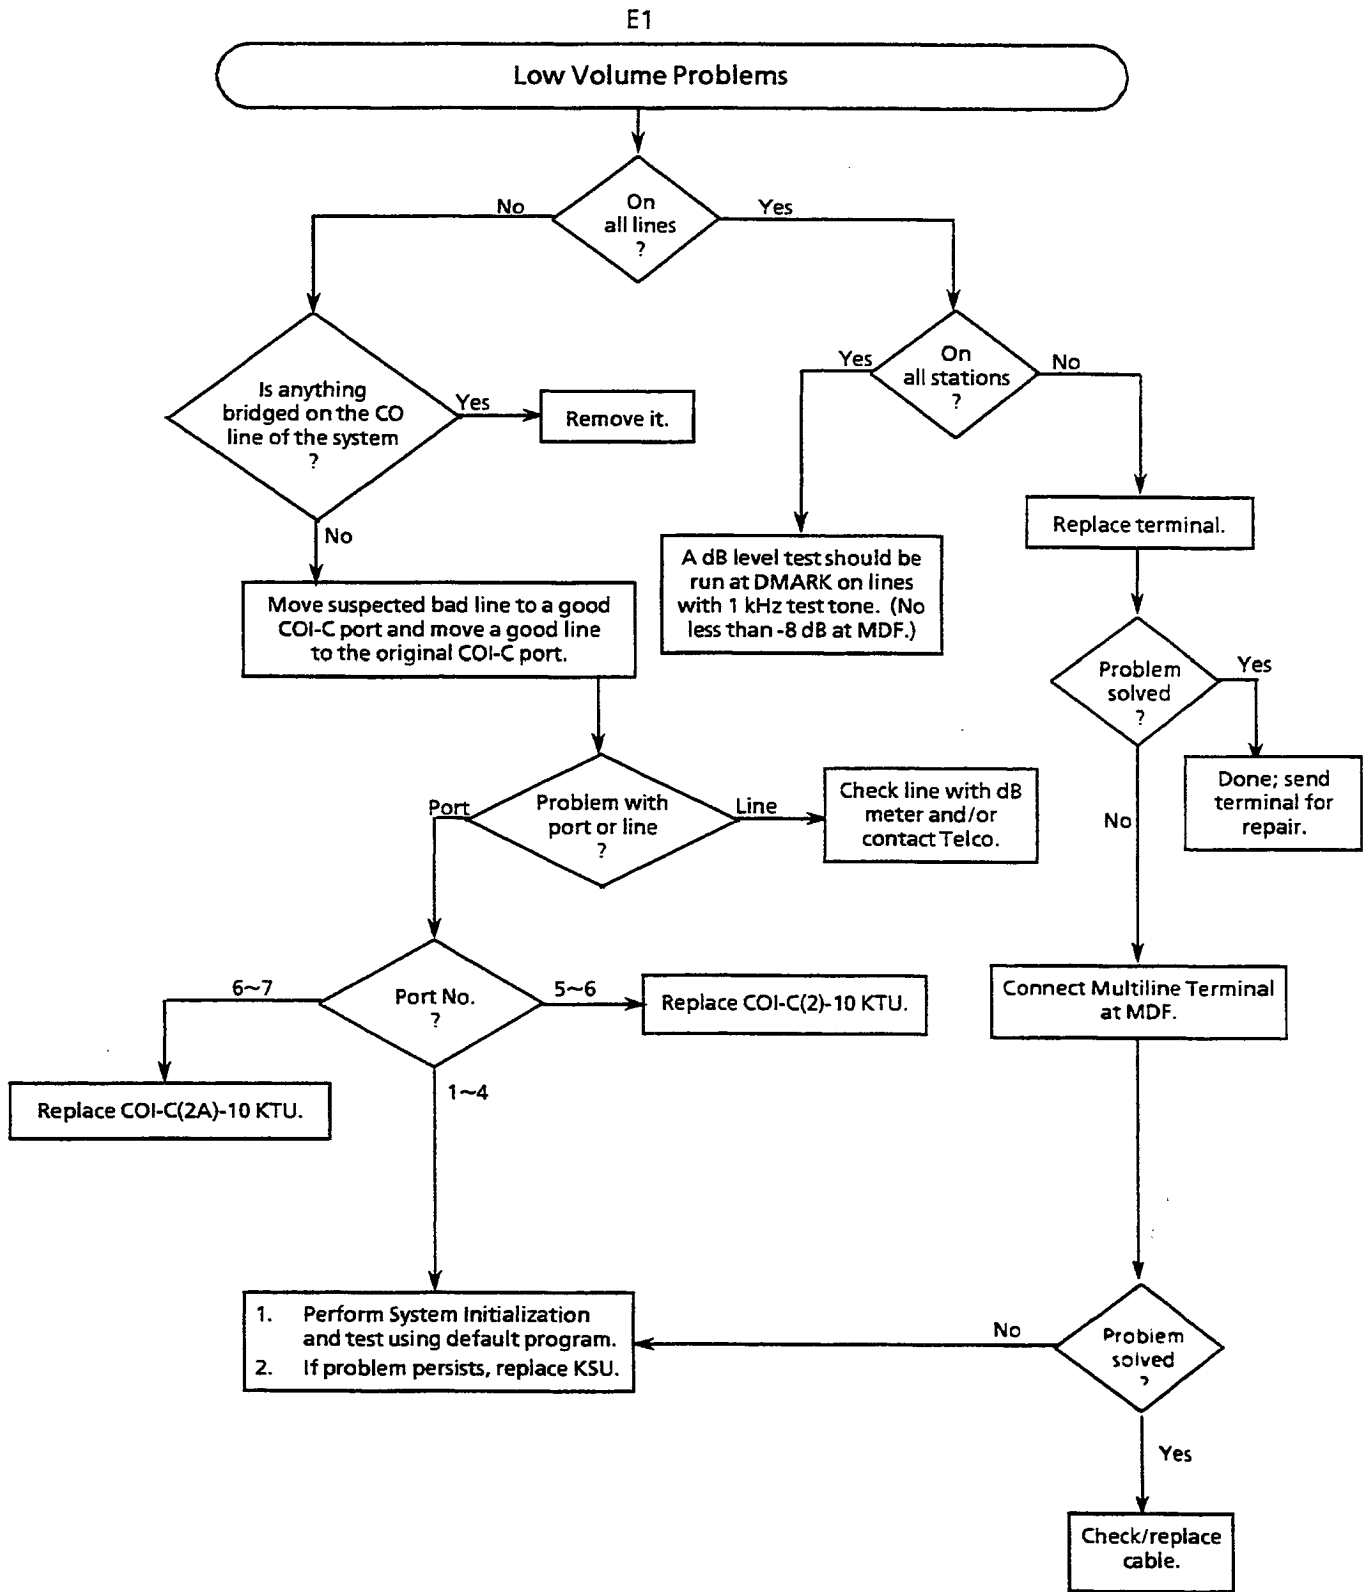 E1
Low Volume Problems
On
all lines
?
No
Yes
Is anything
bridged on the CO
line of the system
?
Yes
Remove it.
No
On
all stations
?
Yes
No
Replace terminal.
A dB level test should be
run at DMARK on lines
with 1 kHz test tone. (No
less than -8 dB at MDF.)
Move suspected bad line to a good
COI-C port and move a good line
to the original COI-C port.
Problem
solved
?
Yes
Done; send
terminal for
repair.
No
Problem with
port or line
?
Port
Line
Check line with dB
meter and/or
contact Telco.
Port No.
?
6~7
5~6
Replace COI-C(2)-10 KTU.
Connect Multiline Terminal
at MDF.
Replace COI-C(2A)-10 KTU.
1~4
1. Perform System Initialization
and test using default program.
2. If problem persists, replace KSU.
No
Problem
solved
?
Yes
Check/replace
cable.